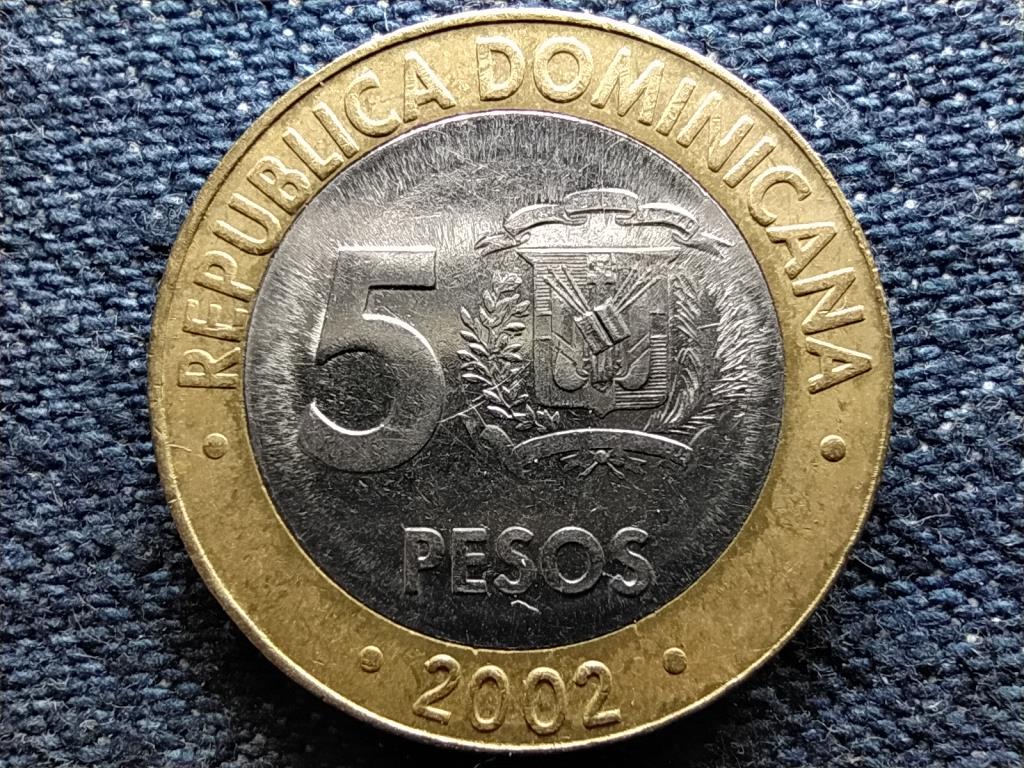 REPUBLICA DOMINICANA
5
PESOS
2002